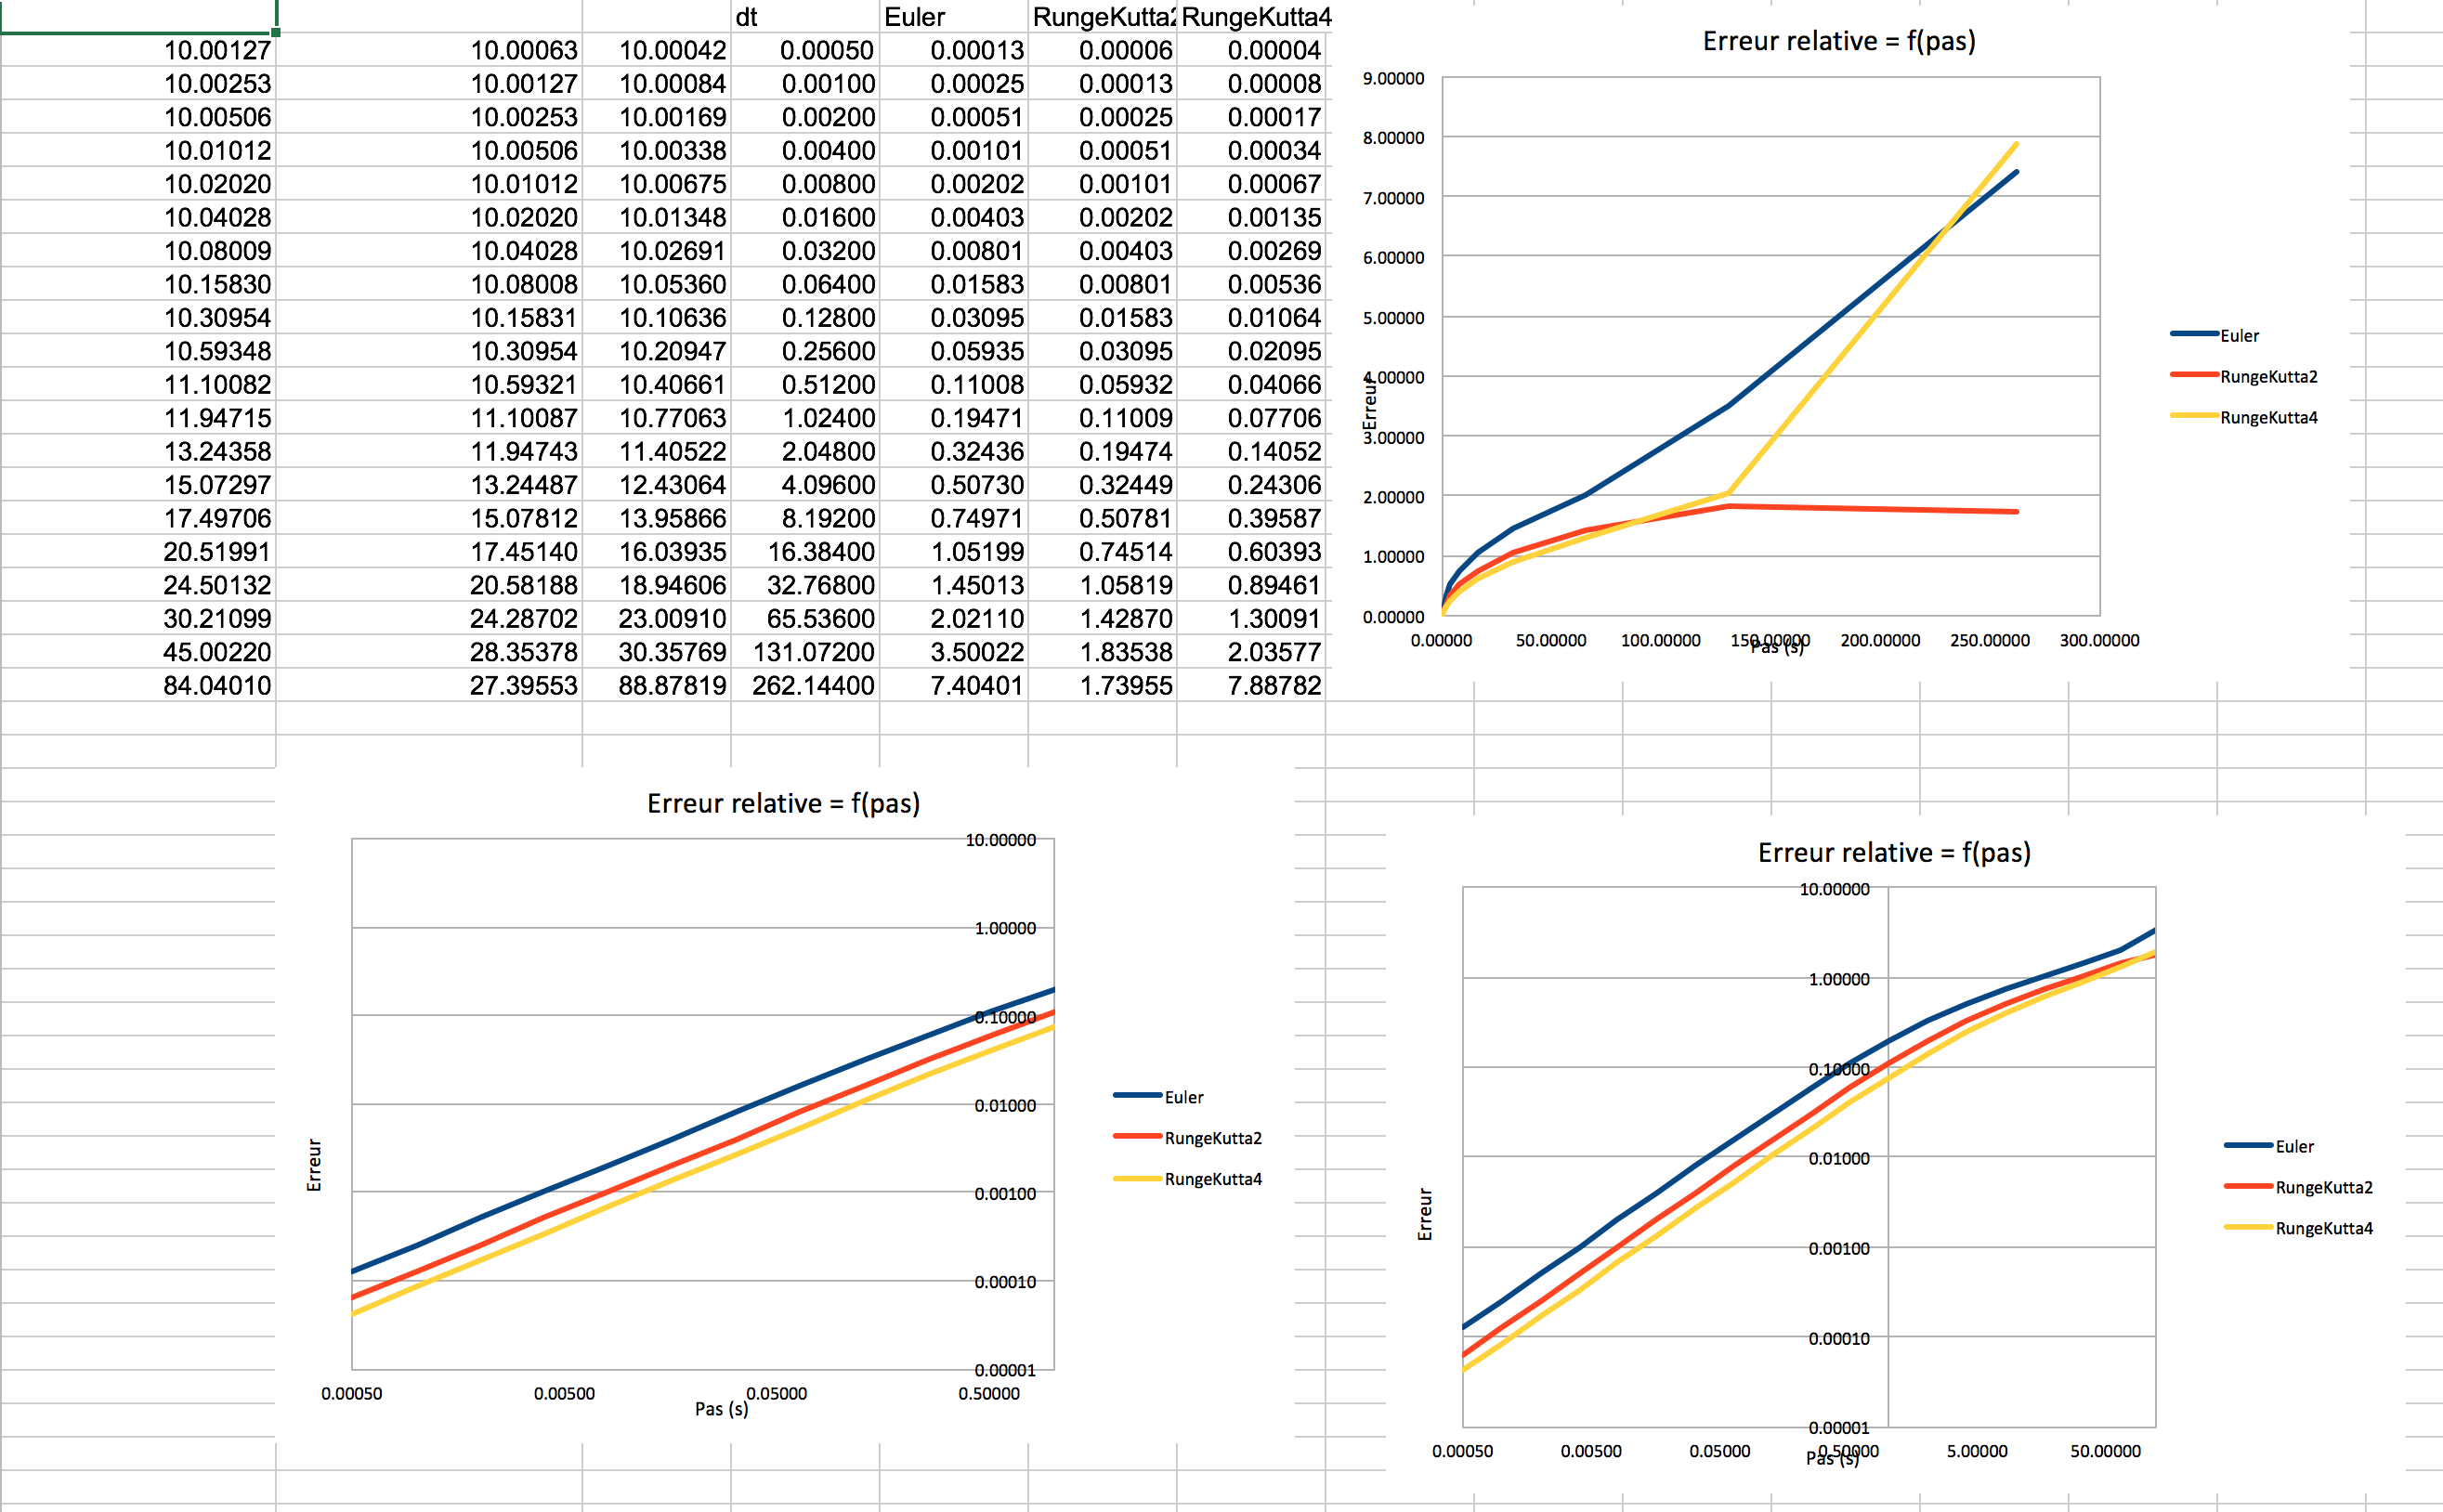 dt Euler RungeKutta2 RungeKutta4
10.00127 10.00063 10.00042 0.00050 0.00013 0.00006 0.00004
10.00253 10.00127 10.00084 0.00100 0.00025 0.00013 0.00008
10.00506 10.00253 10.00169 0.00200 0.00051 0.00025 0.00017
10.01012 10.00506 10.00338 0.00400 0.00101 0.00051 0.00034
10.02020 10.01012 10.00675 0.00800 0.00202 0.00101 0.00067
10.04028 10.02020 10.01348 0.01600 0.00403 0.00202 0.00135
10.08009 10.04028 10.02691 0.03200 0.00801 0.00403 0.00269
10.15830 10.08008 10.05360 0.06400 0.01583 0.00801 0.00536
10.30954 10.15831 10.10636 0.12800 0.03095 0.01583 0.01064
10.59348 10.30954 10.20947 0.25600 0.05935 0.03095 0.02095
11.10082 10.59321 10.40661 0.51200 0.11008 0.05932 0.04066
11.94715 11.10087 10.77063 1.02400 0.19471 0.11009 0.07706
13.24358 11.94743 11.40522 2.04800 0.32436 0.19474 0.14052
15.07297 13.24487 12.43064 4.09600 0.50730 0.32449 0.24306
17.49706 15.07812 13.95866 8.19200 0.74971 0.50781 0.39587
20.51991 17.45140 16.03935 16.38400 1.05199 0.74514 0.60393
24.50132 20.58188 18.94606 32.76800 1.45013 1.05819 0.89461
30.21099 24.28702 23.00910 65.53600 2.02110 1.42870 1.30091
45.00220 28.35378 30.35769 131.07200 3.50022 1.83538 2.03577
84.04010 27.39553 88.87819 262.14400 7.40401 1.73955 7.88782
Erreur relative = f(pas)
9.00000
8.00000
7.00000
6.00000
5.00000
4.00000
3.00000
2.00000
1.00000
0.00000
Erreur
0.00000 50.00000 100.00000 150.00000 200.00000 250.00000 300.00000
Pas (s)
Euler
RungeKutta2
RungeKutta4
Erreur relative = f(pas)
10.00000
1.00000
0.10000
0.01000
0.00100
0.00010
0.00001
Erreur
0.00050 0.00500 0.05000 0.50000
Pas (s)
Euler
RungeKutta2
RungeKutta4
Erreur relative = f(pas)
10.00000
1.00000
0.10000
0.01000
0.00100
0.00010
0.00001
Erreur
0.00050 0.00500 0.05000 0.50000 5.00000 50.00000
Pas (s)
Euler
RungeKutta2
RungeKutta4